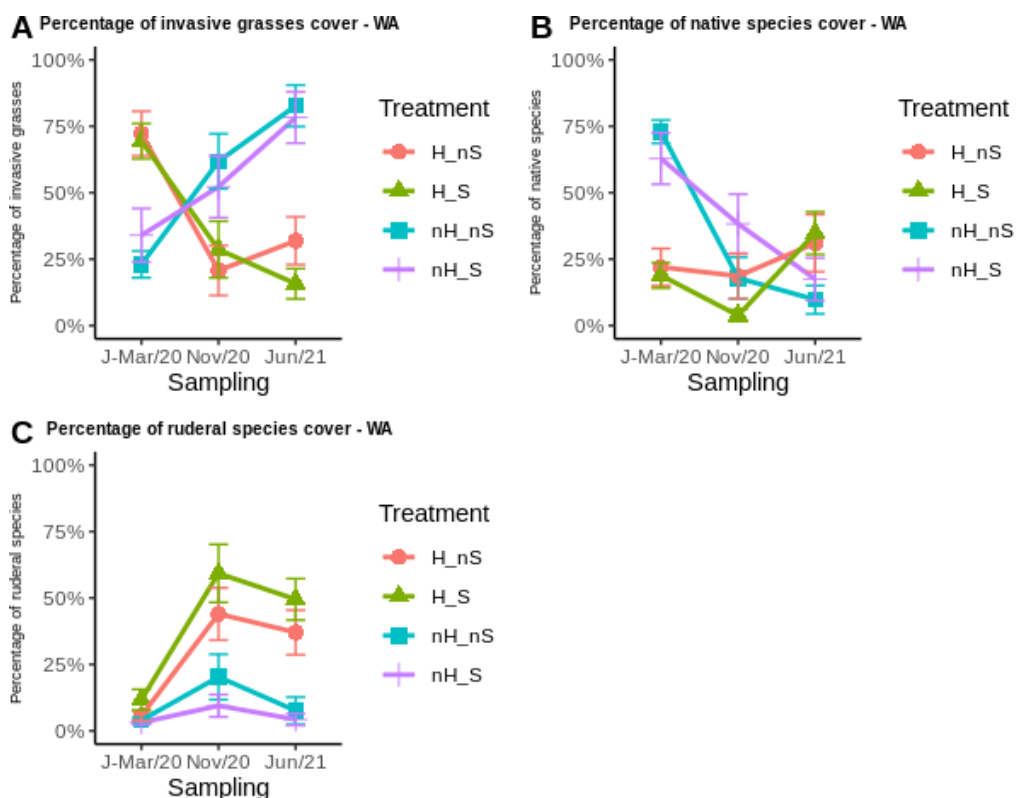 A Percentage of invasive grasses cover - WA
Percentage of invasive grasses
100%
75%
50%
25%
0%
J-Mar/20 Nov/20 Jun/21
Sampling
Treatment
H_nS
H_S
nH_nS
nH_S
B Percentage of native species cover - WA
Percentage of native species
100%
75%
50%
25%
0%
J-Mar/20 Nov/20 Jun/21
Sampling
Treatment
H_nS
H_S
nH_nS
nH_S
C Percentage of ruderal species cover - WA
Percentage of ruderal species
100%
75%
50%
25%
0%
J-Mar/20 Nov/20 Jun/21
Sampling
Treatment
H_nS
H_S
nH_nS
nH_S